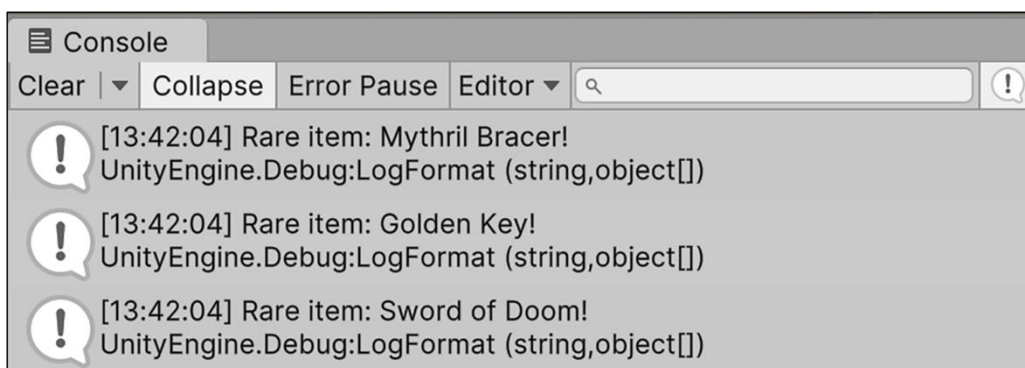 Console
Clear Collapse Error Pause Editor
[13:42:04] Rare item: Mythril Bracer!
UnityEngine.Debug:LogFormat (string,object[])
[13:42:04] Rare item: Golden Key!
UnityEngine.Debug:LogFormat (string,object[])
[13:42:04] Rare item: Sword of Doom!
UnityEngine.Debug:LogFormat (string,object[])